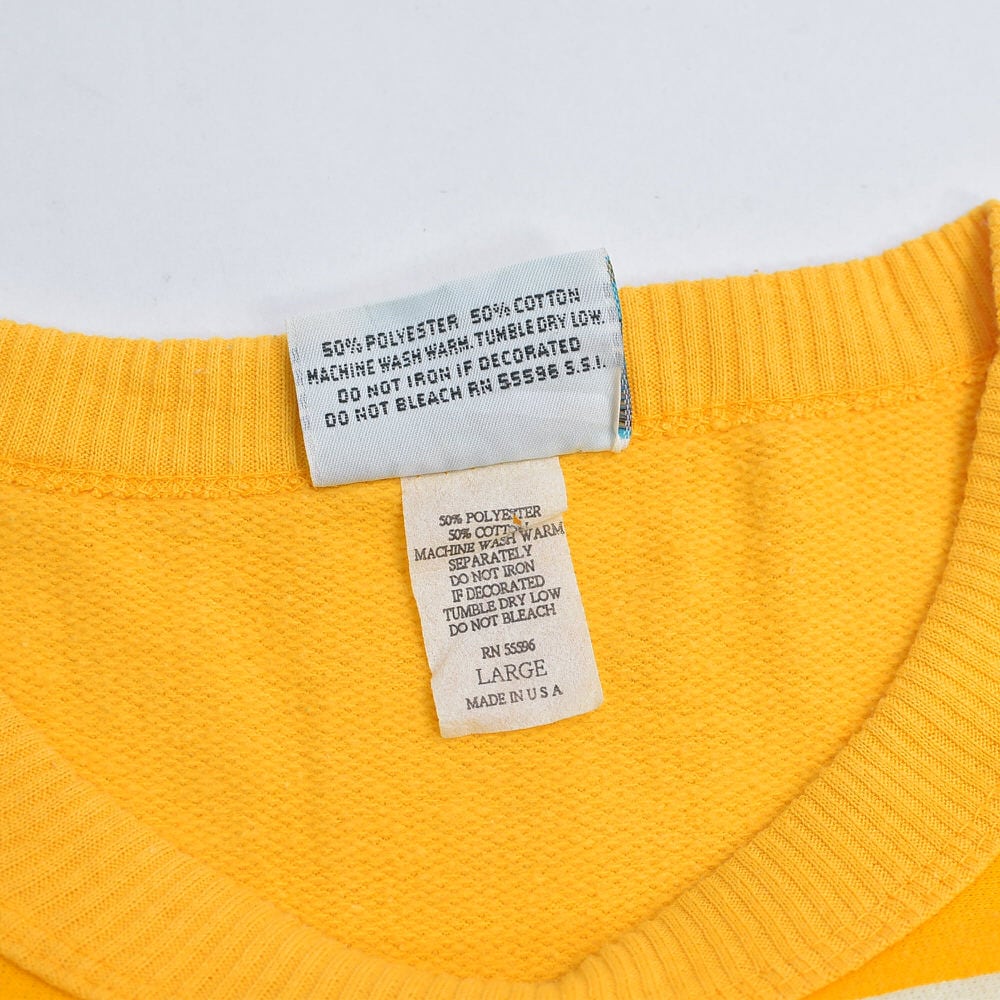 50% POLYESTER 50% COTTON
MACHINE WASH WARM. TUMBLE DRY LOW.
DO NOT IRON IF DECORATED
DO NOT BLEACH RN 55596 S.S.I.
50% POLYESTER
50% COTTON
MACHINE WASH WARM
SEPARATELY
DO NOT IRON
IF DECORATED
TUMBLE DRY LOW
DO NOT BLEACH
RN 55596
LARGE
MADE IN U S A